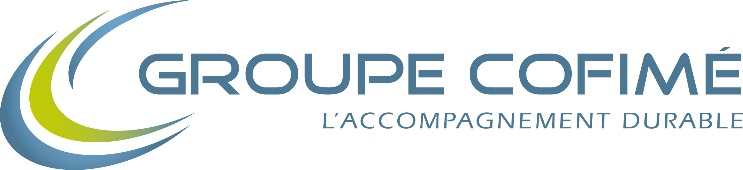 GROUPE COFIMÉ
L'ACCOMPAGNEMENT DURABLE